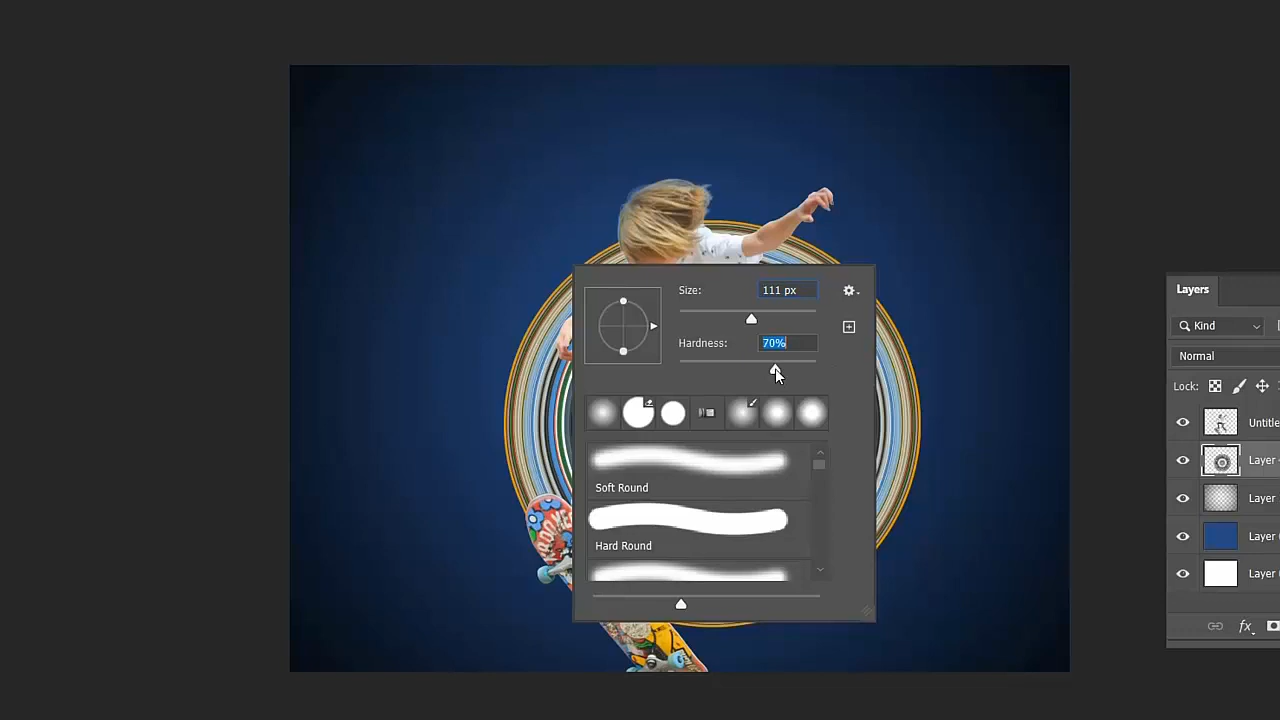 Size:
111 px
Hardness:
70%
Soft Round
Hard Round
Layers
Kind
Normal
Lock:
Untitle
Layer
Layer
Layer
Layer
fx